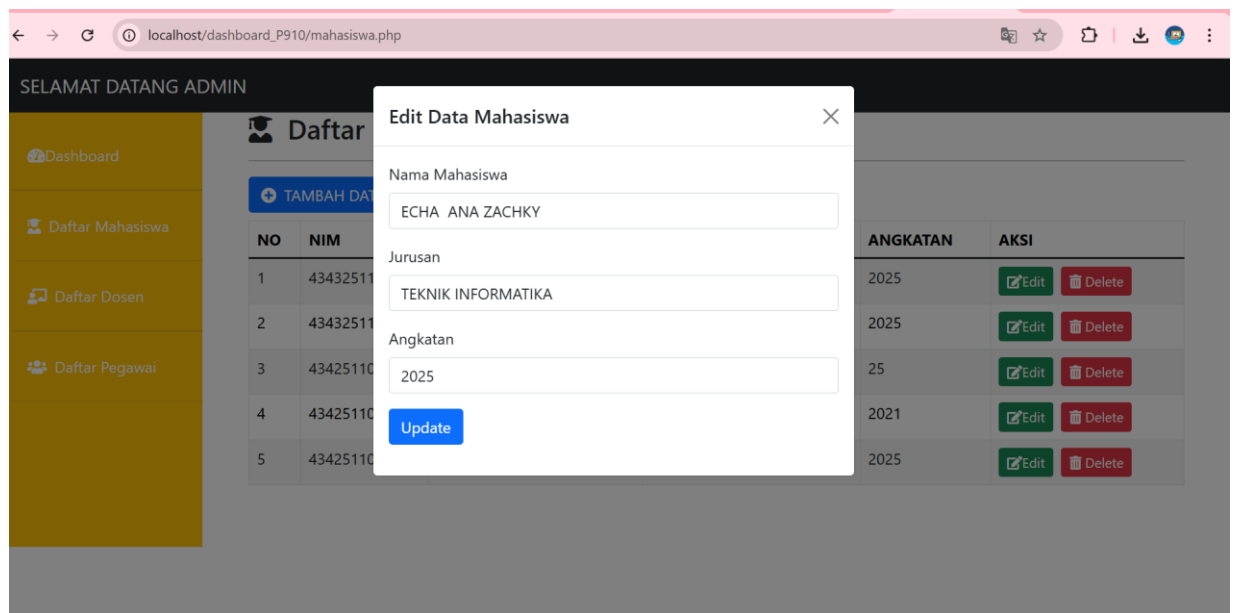 localhost/dashboard_P910/mahasiswa.php
SELAMAT DATANG ADMIN
Dashboard
Daftar Mahasiswa
Daftar Dosen
Daftar Pegawai
Daftar
TAMBAH DAT
NO NIM ANGKATAN AKSI
1 43432511 2025 Edit Delete
2 43432511 2025 Edit Delete
3 43425110 25 Edit Delete
4 43425110 2021 Edit Delete
5 43425110 2025 Edit Delete
Edit Data Mahasiswa
Nama Mahasiswa
ECHA ANA ZACHKY
Jurusan
TEKNIK INFORMATIKA
Angkatan
2025
Update